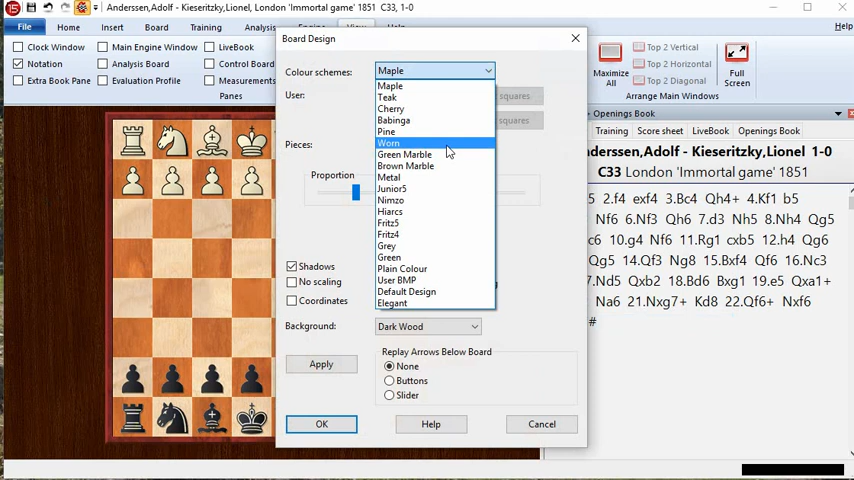 15
Anderssen,Adolf - Kieseritzky,Lionel, London 'Immortal game' 1851 C33, 1-0
File Home Insert Board Training Analysis View Help
Help
Clock Window Main Engine Window LiveBook
Notation Analysis Board Control Board
Extra Book Pane Evaluation Profile Measurements
Panes
Maximize All
Top 2 Vertical
Top 2 Horizontal
Top 2 Diagonal
Full Screen
Arrange Main Windows
Board Design
Colour schemes: Maple
User:
squares
squares
Pieces:
Proportion
Maple
Teak
Cherry
Babinga
Pine
Worn
Green Marble
Brown Marble
Metal
Junior5
Nimzo
Hiarcs
Fritz5
Fritz4
Grey
Green
Plain Colour
User BMP
Default Design
Elegant
Shadows
No scaling
Coordinates
Background: Dark Wood
Replay Arrows Below Board
None
Buttons
Slider
Apply
OK Help Cancel
Openings Book
Training Score sheet LiveBook Openings Book
derssen,Adolf - Kieseritzky,Lionel 1-0
C33 London 'Immortal game' 1851
5 2.f4 exf4 3.Bc4 Qh4+ 4.Kf1 b5
Nf6 6.Nf3 Qh6 7.d3 Nh5 8.Nh4 Qg5
c6 10.g4 Nf6 11.Rg1 cxb5 12.h4 Qg6
Qg5 14.Qf3 Ng8 15.Bxf4 Qf6 16.Nc3
7.Nd5 Qxb2 18.Bd6 Bxg1 19.e5 Qxa1+
Na6 21.Nxg7+ Kd8 22.Qf6+ Nxf6
#